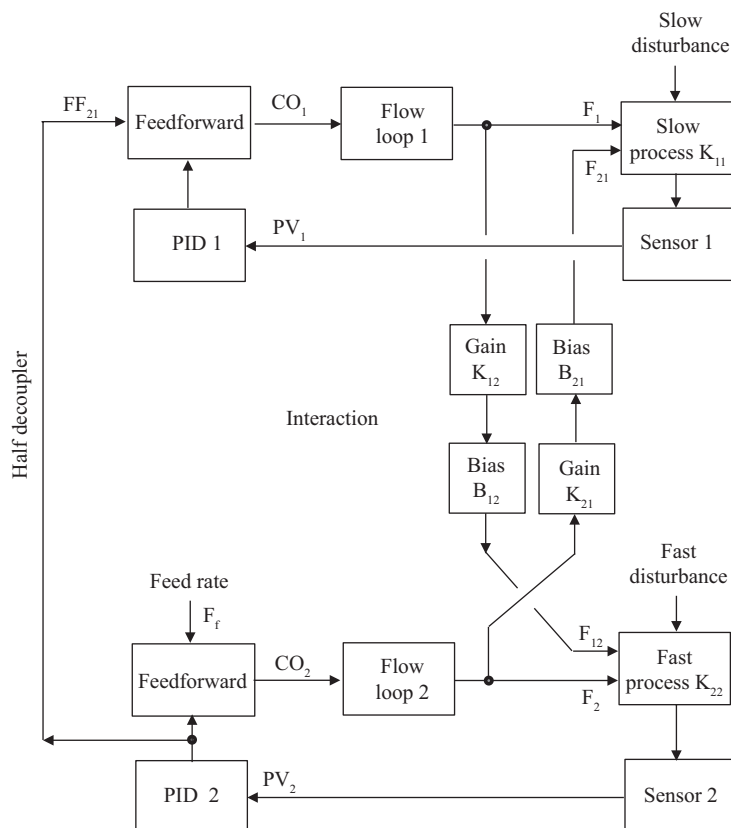 Slow
disturbance
FF₂₁
Feedforward
CO₁
Flow
loop 1
F₁
Slow
process K₁₁
F₂₁
PID 1
PV₁
Sensor 1
Half decoupler
Gain
K₁₂
Bias
B₂₁
Interaction
Bias
B₁₂
Gain
K₂₁
Feed rate
F_f
Fast
disturbance
Feedforward
CO₂
Flow
loop 2
F₁₂
F₂
Fast
process K₂₂
PID 2
PV₂
Sensor 2